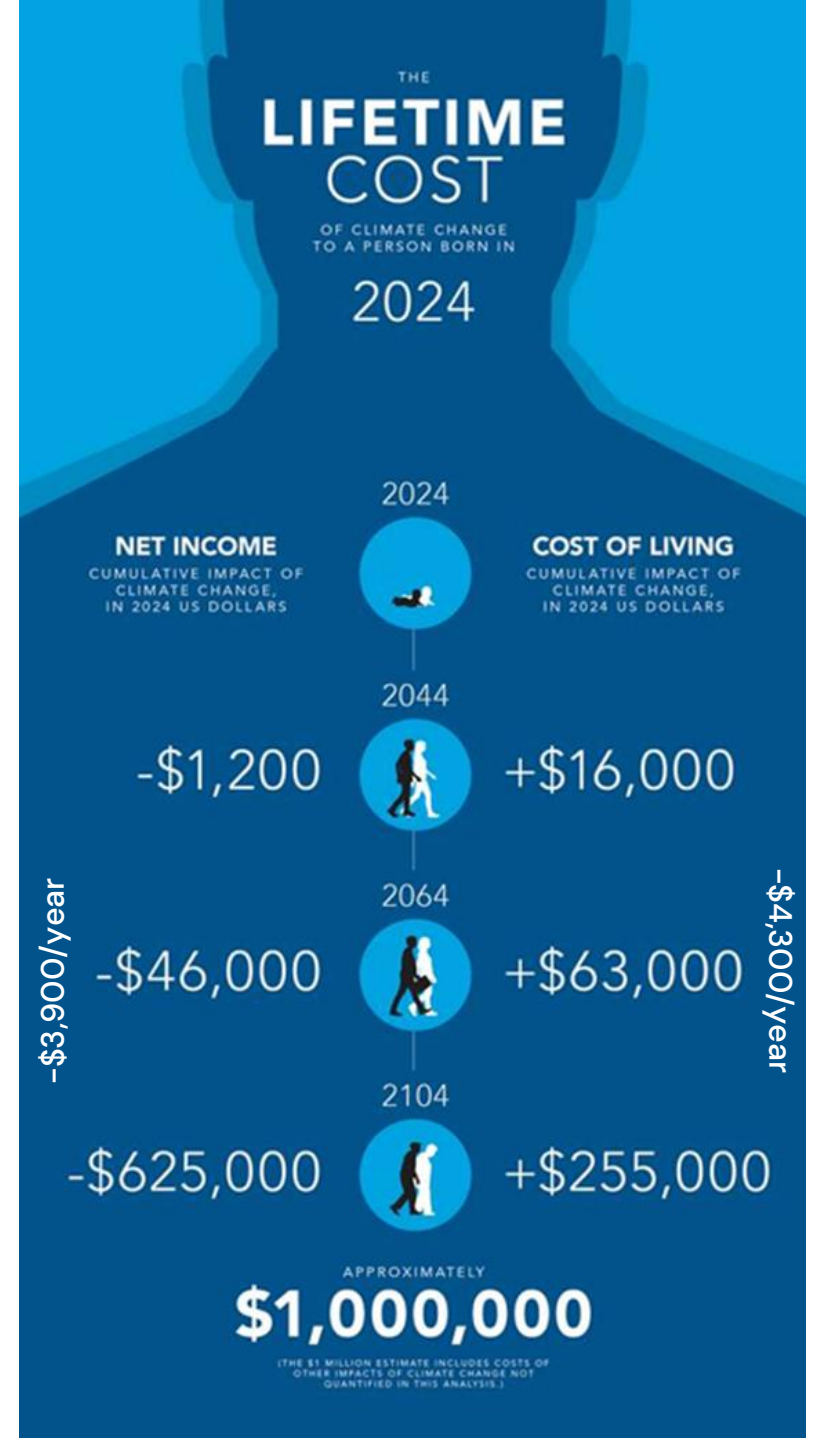 THE
LIFETIME
COST
OF CLIMATE CHANGE
TO A PERSON BORN IN
2024
2024
NET INCOME
CUMULATIVE IMPACT OF
CLIMATE CHANGE,
IN 2024 US DOLLARS
COST OF LIVING
CUMULATIVE IMPACT OF
CLIMATE CHANGE,
IN 2024 US DOLLARS
2044
-$1,200
+$16,000
2064
-$46,000
+$63,000
-$3,900/year
-$4,300/year
2104
-$625,000
+$255,000
APPROXIMATELY
$1,000,000
(THE $1 MILLION ESTIMATE INCLUDES COSTS OF
OTHER IMPACTS OF CLIMATE CHANGE NOT
QUANTIFIED IN THIS ANALYSIS.)